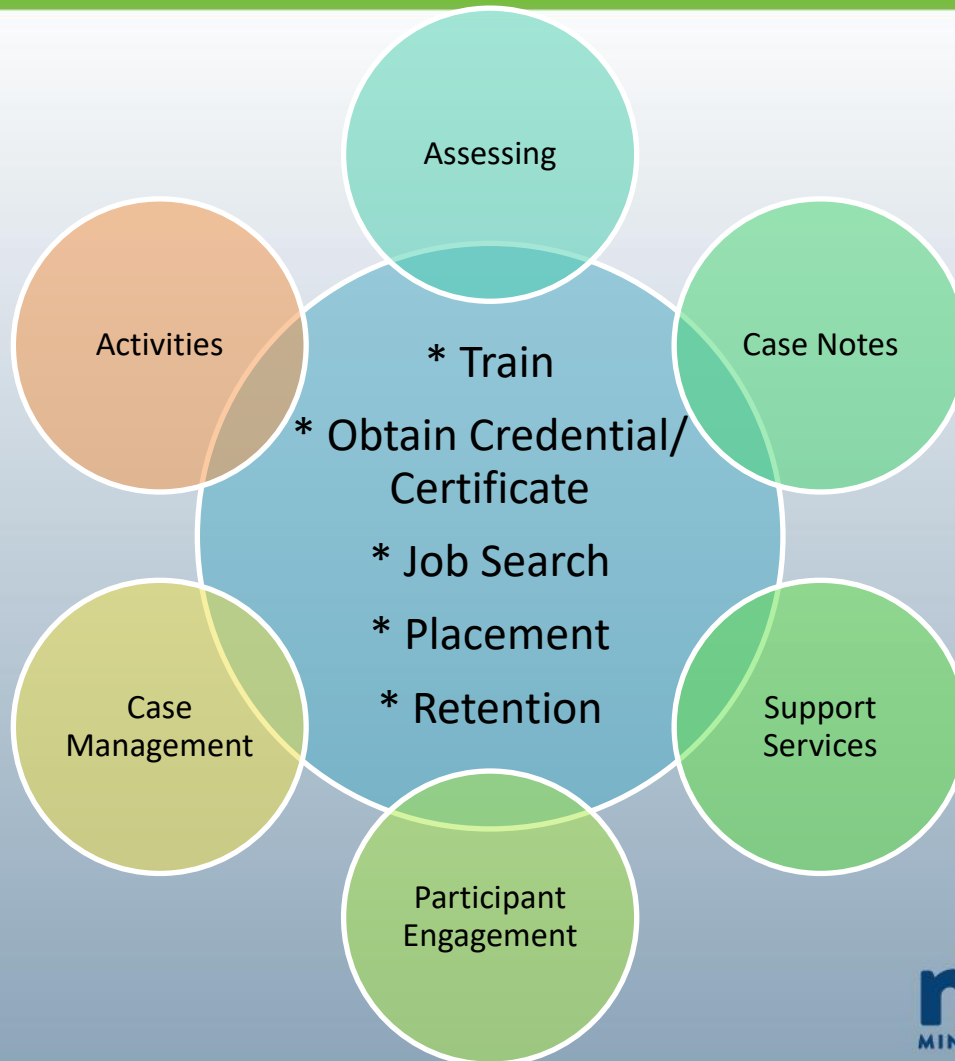 Assessing
Activities
Case Notes
* Train
* Obtain Credential/
Certificate
* Job Search
* Placement
* Retention
Case
Management
Support
Services
Participant
Engagement